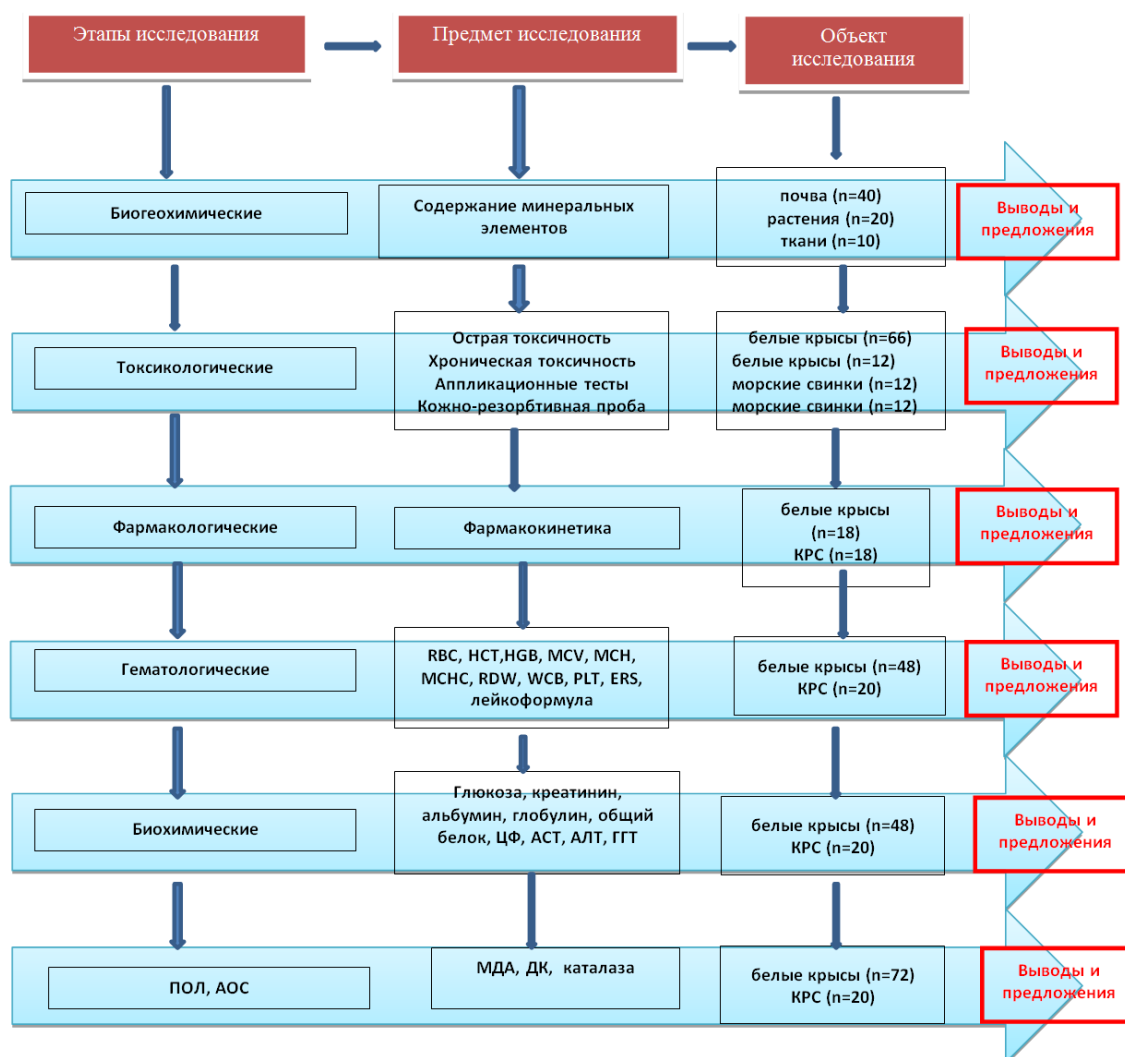 Этапы исследования
Предмет исследования
Объект
исследования
Биогеохимические
Содержание минеральных
элементов
почва (n=40)
растения (n=20)
ткани (n=10)
Выводы и
предложения
Токсикологические
Острая токсичность
Хроническая токсичность
Аппликационные тесты
Кожно-резорбтивная проба
белые крысы (n=66)
белые крысы (n=12)
морские свинки (n=12)
морские свинки (n=12)
Выводы и
предложения
Фармакологические
Фармакокинетика
белые крысы
(n=18)
КРС (n=18)
Выводы и
предложения
Гематологические
RBC, HCT,HGB, MCV, MCH,
MCHC, RDW, WCB, PLT, ERS,
лейкоформула
белые крысы (n=48)
КРС (n=20)
Выводы и
предложения
Биохимические
Глюкоза, креатинин,
альбумин, глобулин, общий
белок, ЦФ, АСТ, АЛТ, ГГТ
белые крысы (n=48)
КРС (n=20)
Выводы и
предложения
ПОЛ, АОС
МДА, ДК, каталаза
белые крысы (n=72)
КРС (n=20)
Выводы и
предложения